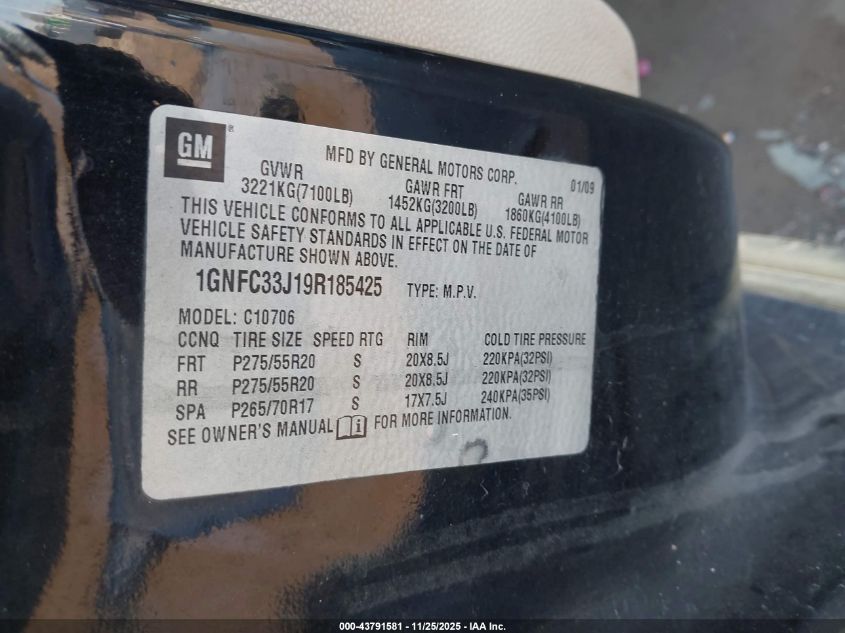 GM
®
MFD BY GENERAL MOTORS CORP. 01/09
GVWR GAWR FRT GAWR RR
3221KG(7100LB) 1452KG(3200LB) 1860KG(4100LB)
THIS VEHICLE CONFORMS TO ALL APPLICABLE U.S. FEDERAL MOTOR
VEHICLE SAFETY STANDARDS IN EFFECT ON THE DATE OF
MANUFACTURE SHOWN ABOVE.
1GNFC33J19R185425 TYPE: M.P.V.
MODEL: C10706
CCNQ TIRE SIZE SPEED RTG RIM COLD TIRE PRESSURE
FRT P275/55R20 S 20X8.5J 220KPA(32PSI)
RR P275/55R20 S 20X8.5J 220KPA(32PSI)
SPA P265/70R17 S 17X7.5J 240KPA(35PSI)
SEE OWNER'S MANUAL i FOR MORE INFORMATION.
000-43791581 - 11/25/2025 - IAA Inc.